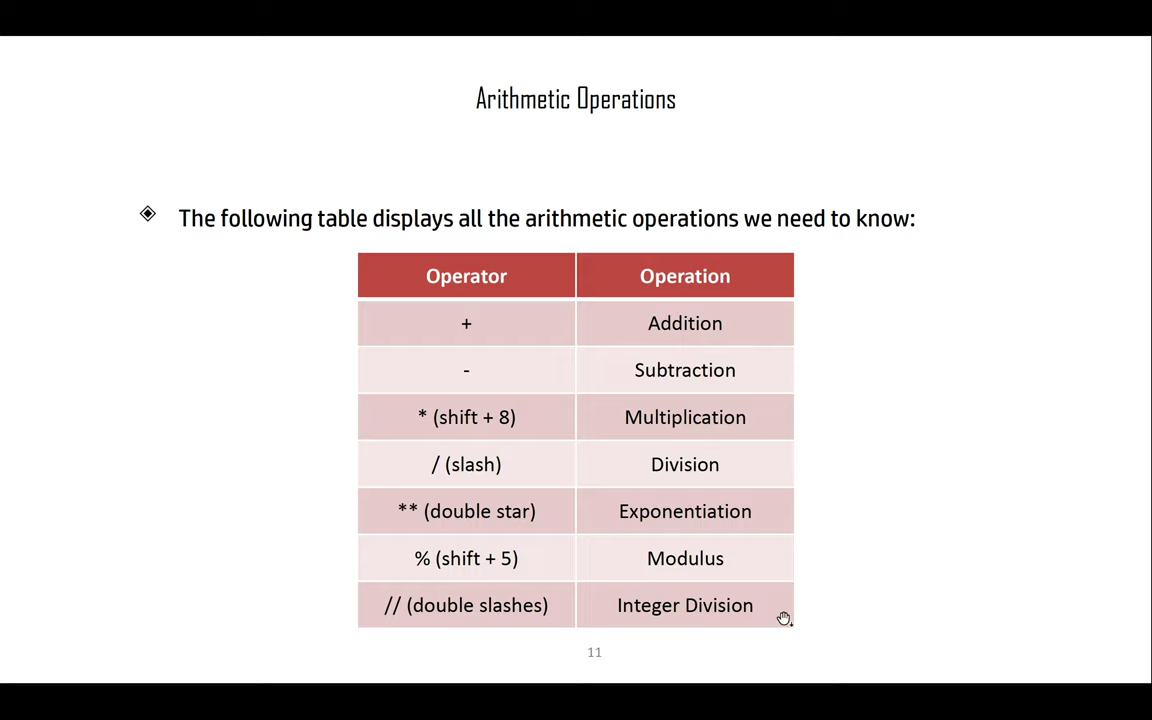 Arithmetic Operations
The following table displays all the arithmetic operations we need to know:
Operator Operation
+ Addition
- Subtraction
* (shift + 8) Multiplication
/ (slash) Division
** (double star) Exponentiation
% (shift + 5) Modulus
// (double slashes) Integer Division
11